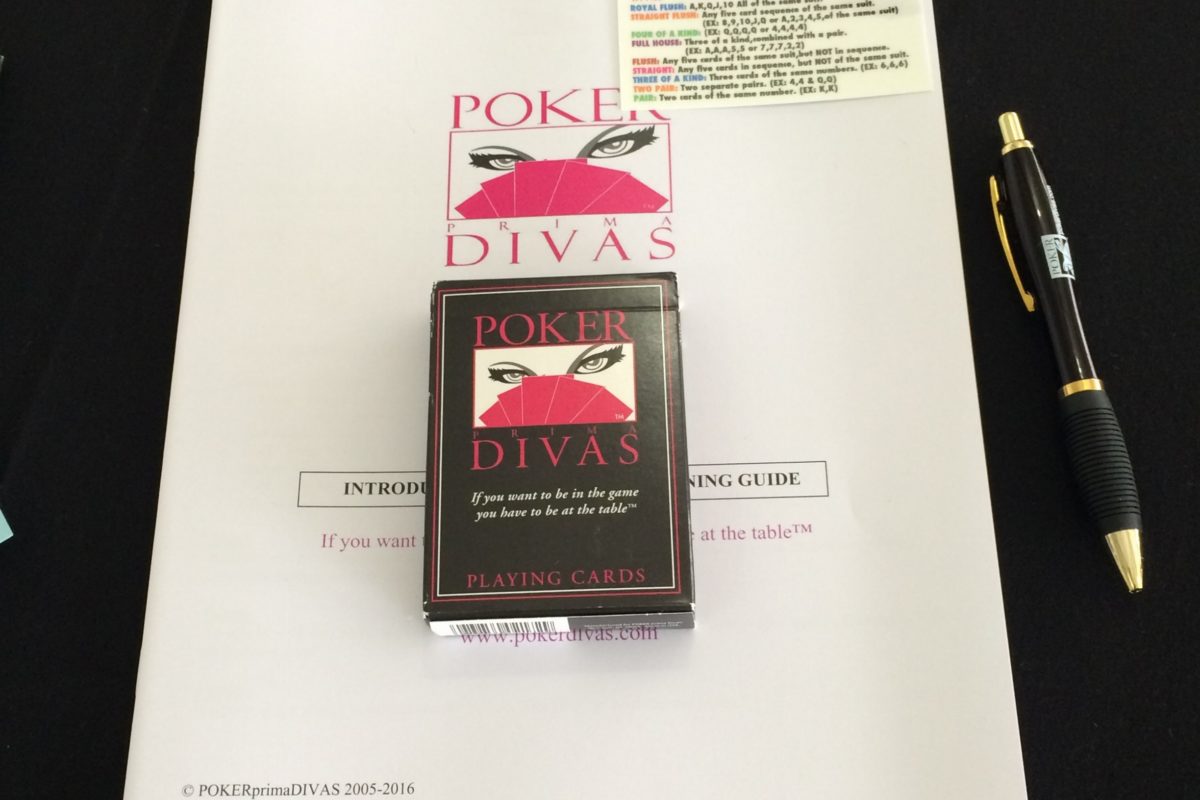 ROYAL FLUSH: A,K,Q,J,10 All of the same suit.
STRAIGHT FLUSH: Any five card sequence of the same suit.
(EX: 8,9,10,J,Q or A,2,3,4,5,of the same suit)
FOUR OF A KIND: (EX: Q,Q,Q,Q or 4,4,4,4)
FULL HOUSE: Three of a kind,combined with a pair.
(EX: A,A,A,5,5 or 7,7,7,2,2)
FLUSH: Any five cards of the same suit,but NOT in sequence.
STRAIGHT: Any five cards in sequence, but NOT of the same suit.
THREE OF A KIND: Three cards of the same numbers. (EX: 6,6,6)
TWO PAIR: Two separate pairs. (EX: 4,4 & Q,Q)
PAIR: Two cards of the same number. (EX: K,K)
POKER
PRIMA
DIVAS
POKER
TM
PRIMA
DIVAS
If you want to be in the game
you have to be at the table™
PLAYING CARDS
INTRODU NING GUIDE
If you want at the table™
www.pokerdivas.com
© POKERprimaDIVAS 2005-2016
POKER